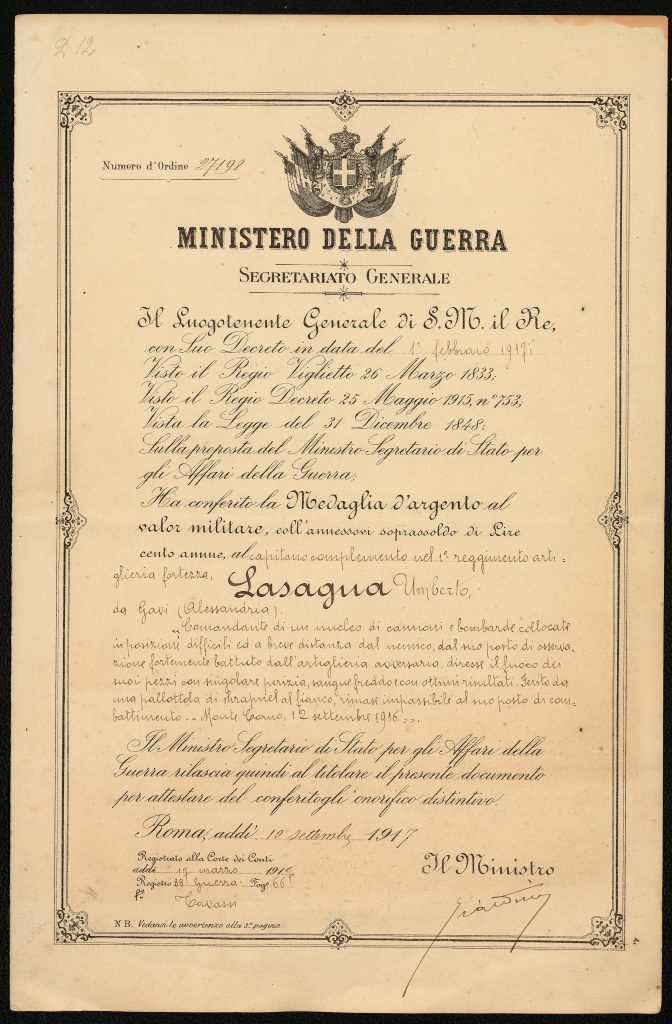 D 12
Numero d'Ordine 27198
MINISTERO DELLA GUERRA
SEGRETARIATO GENERALE
Il Luogotenente Generale di S.M. il Re,
con Suo Decreto in data del 1° febbraio 1917;
Visto il Regio Viglietto 26 Marzo 1833;
Visto il Regio Decreto 25 Maggio 1915, n° 753;
Vista la Legge del 31 Dicembre 1848;
Sulla proposta del Ministro Segretario di Stato per
gli Affari della Guerra;
Ha conferito la Medaglia d'argento al
valor militare, coll'annessovi soprassoldo di Lire
cento annue, al capitano complemento nel 1° reggimento arti-
glieria fortezza,
Lasagna Umberto,
da Gavi (Alessandria).
„Comandante di un nucleo di cannoni e bombarde collocate
in posizioni difficili ed a breve distanza dal nemico, dal suo posto di osserva-
zione fortemente battuto dall'artiglieria avversaria, diresse il fuoco dei
suoi pezzi con singolare perizia, sangue freddo e con ottimi risultati. Ferito da
una pallottola di shrapnel al fianco, rimase impassibile al suo posto di com-
battimento. - Monte Corno, 12 settembre 1916„.
Il Ministro Segretario di Stato per gli Affari della
Guerra rilascia quindi al titolare il presente documento
per attestare del conferitogli onorifico distintivo.
Roma, addì 10 settembre 1917
Registrato alla Corte dei Conti
addì 17 marzo 1917
Registro 38 Guerra Fog° 66
f° Tavassi
Il Ministro
NB. Vedansi le avvertenze alla 3ª pagina